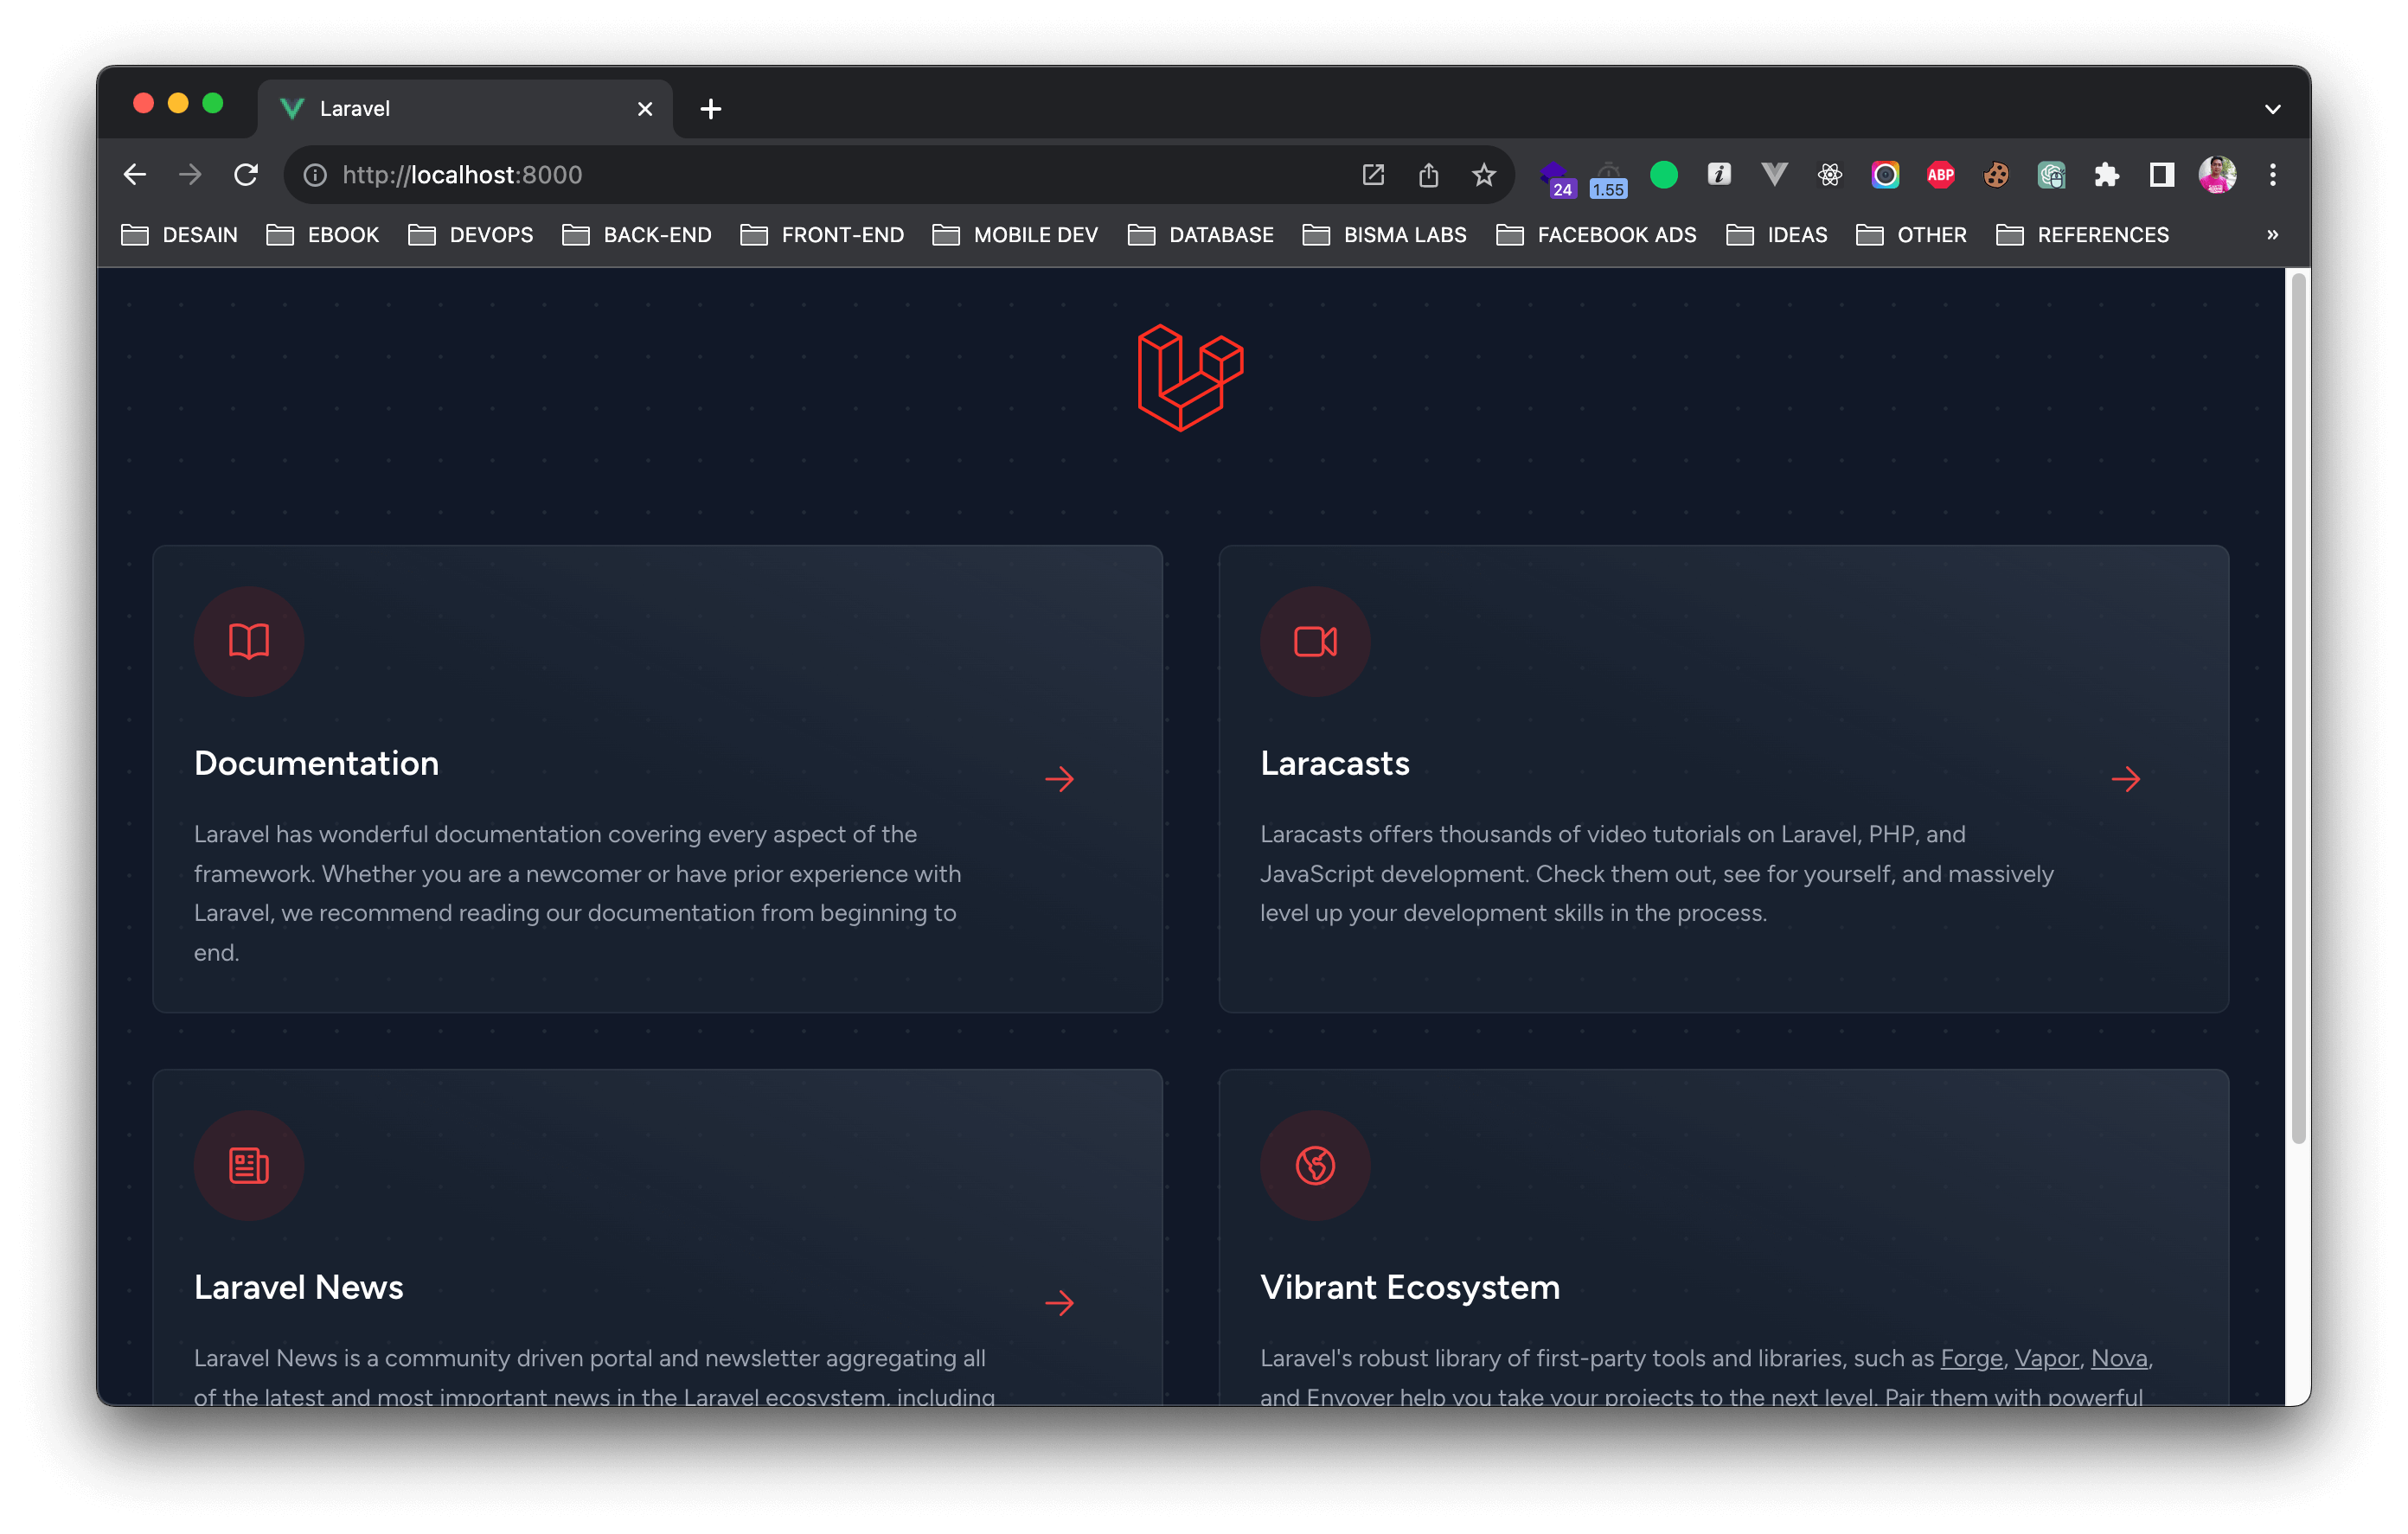 Laravel
http://localhost:8000
24
1.55
i
ABP
DESAIN
EBOOK
DEVOPS
BACK-END
FRONT-END
MOBILE DEV
DATABASE
BISMA LABS
FACEBOOK ADS
IDEAS
OTHER
REFERENCES
»
Documentation
Laravel has wonderful documentation covering every aspect of the
framework. Whether you are a newcomer or have prior experience with
Laravel, we recommend reading our documentation from beginning to
end.
Laracasts
Laracasts offers thousands of video tutorials on Laravel, PHP, and
JavaScript development. Check them out, see for yourself, and massively
level up your development skills in the process.
Laravel News
Laravel News is a community driven portal and newsletter aggregating all
of the latest and most important news in the Laravel ecosystem, including
Vibrant Ecosystem
Laravel's robust library of first-party tools and libraries, such as Forge, Vapor, Nova,
and Envoyer help you take your projects to the next level. Pair them with powerful